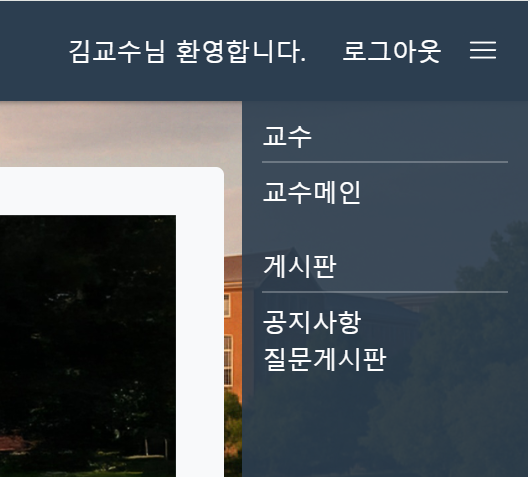 김교수님 환영합니다. 로그아웃
교수
교수메인
게시판
공지사항
질문게시판